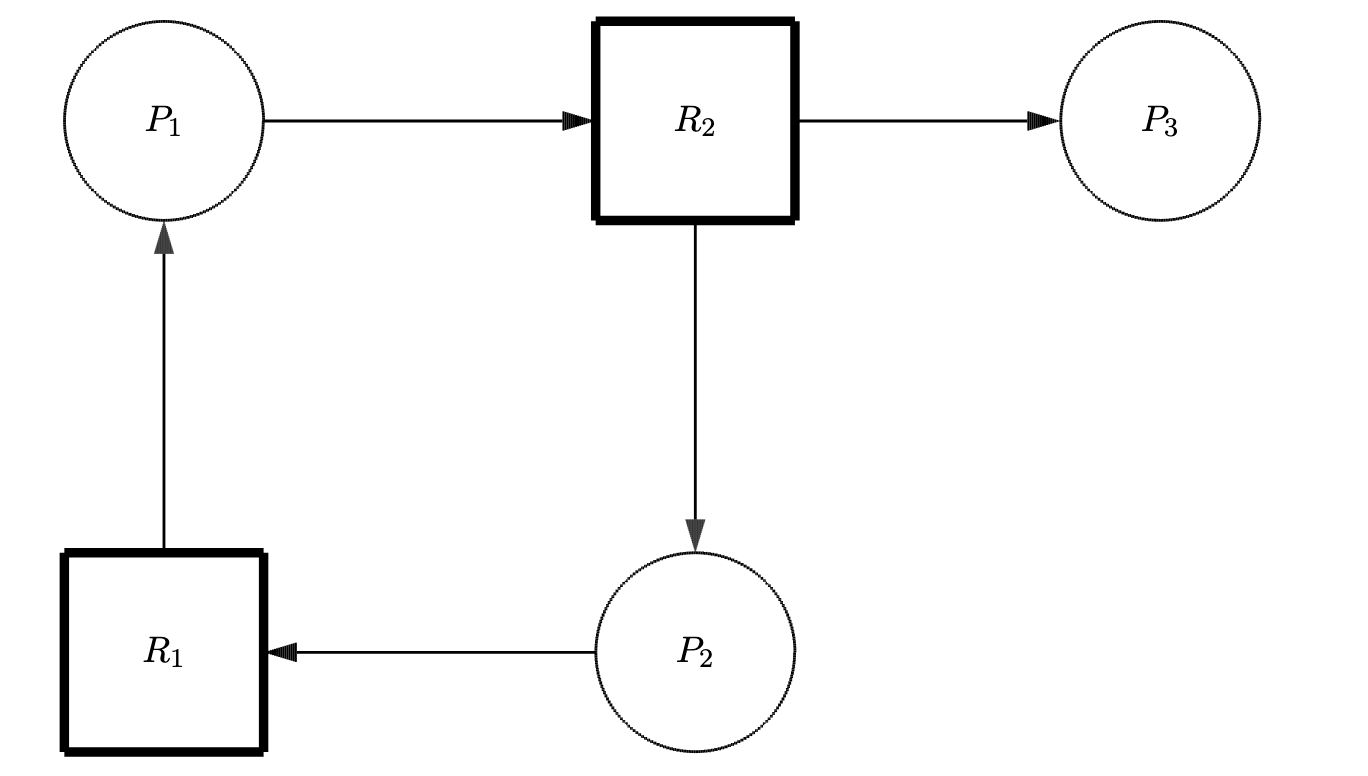 P₁ R₂ P₃
R₁ P₂